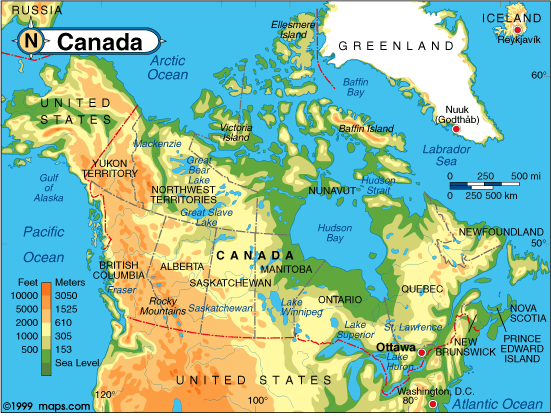 RUSSIA
N
Canada
Ellesmere
Island
ICELAND
Reykjavík
GREENLAND
Arctic
Ocean
Baffin
Bay
60°
UNITED
STATES
Nuuk
(Godthåb)
Victoria
Island
Baffin Island
Mackenzie
Labrador
Sea
Great
Bear
Lake
YUKON
TERRITORY
Gulf
of
Alaska
NORTHWEST
TERRITORIES
NUNAVUT
Hudson
Strait
0 250 500 mi
0 250 500 km
Great Slave
Lake
Pacific
Ocean
Hudson
Bay
NEWFOUNDLAND
50°
CANADA
BRITISH
COLUMBIA
ALBERTA
MANITOBA
SASKATCHEWAN
Fraser
QUEBEC
Feet Meters
10000 3050
5000 1525
2000 610
1000 305
500 153
Sea Level
Rocky
Mountains
Saskatchewan
Lake
Winnipeg
ONTARIO
NOVA
SCOTIA
Lake
Superior
St. Lawrence
PRINCE
EDWARD
ISLAND
NEW
BRUNSWICK
Ottawa
Lake
Huron
UNITED STATES
120°
100°
80°
Washington, D.C.
Atlantic Ocean
©1999 maps.com